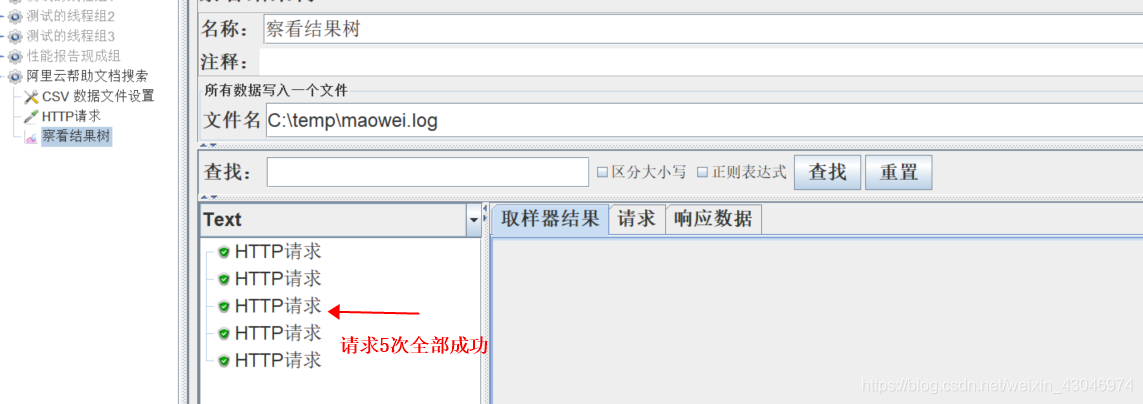 测试的线程组2
测试的线程组3
性能报告现成组
阿里云帮助文档搜索
CSV 数据文件设置
HTTP请求
察看结果树
名称： 察看结果树
注释：
所有数据写入一个文件
文件名 C:\temp\maowei.log
查找： 区分大小写 正则表达式 查找 重置
Text
取样器结果 请求 响应数据
HTTP请求
HTTP请求
HTTP请求
HTTP请求
HTTP请求
请求5次全部成功
https://blog.csdn.net/weixin_43046974